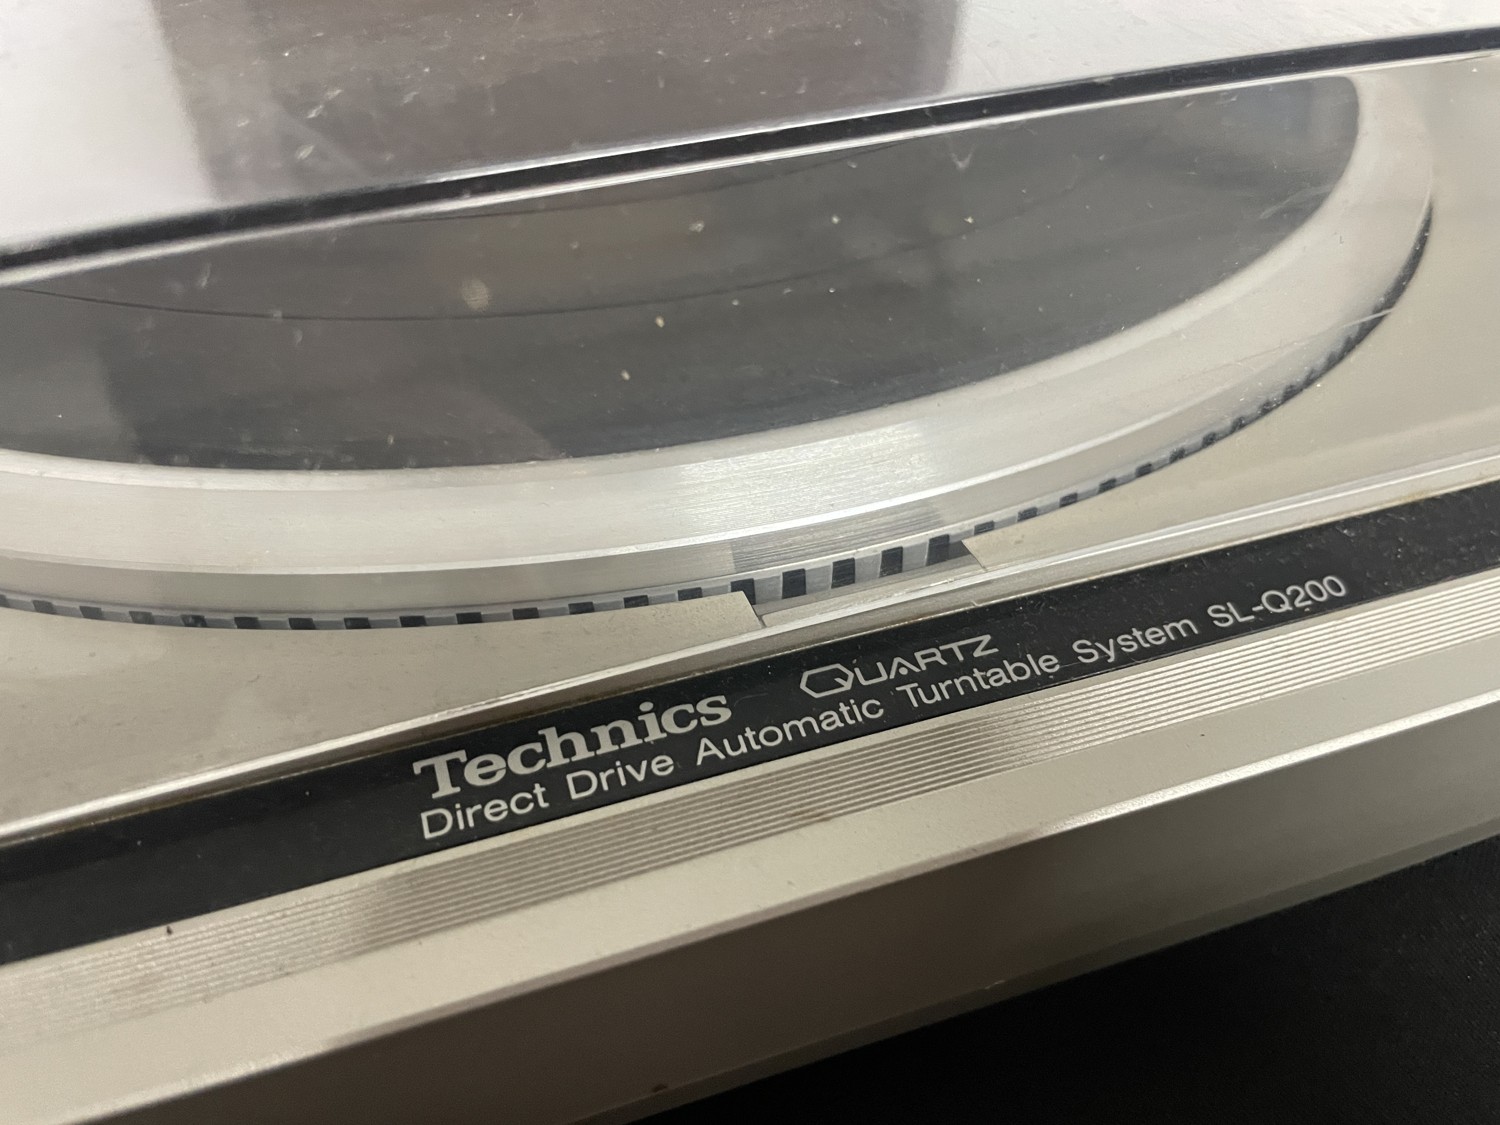 Technics QUARTZ
Direct Drive Automatic Turntable System SL-Q200